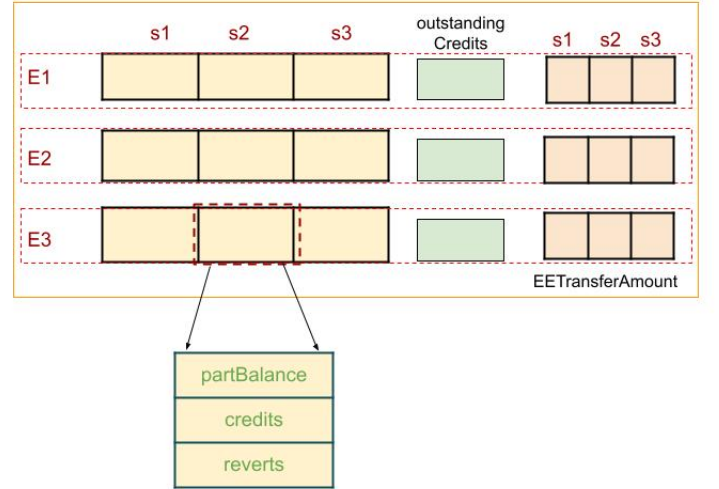 s1 s2 s3 outstanding
Credits s1 s2 s3
E1
E2
E3
EETransferAmount
partBalance
credits
reverts